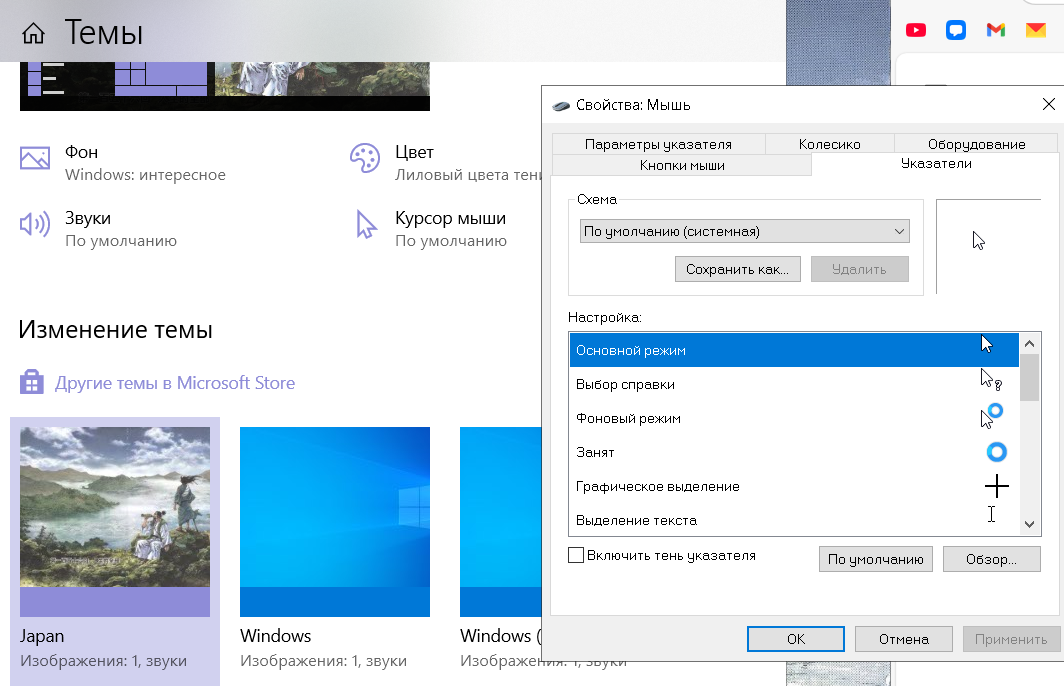 Темы
Фон
Windows: интересное
Цвет
Лиловый цвета тени
Звуки
По умолчанию
Курсор мыши
По умолчанию
Изменение темы
Другие темы в Microsoft Store
Japan
Изображения: 1, звуки
Windows
Изображения: 1, звуки
Windows (
Изображения: 1, звуки
Свойства: Мышь
Параметры указателя
Колесико
Оборудование
Кнопки мыши
Указатели
Схема
По умолчанию (системная)
Сохранить как...
Удалить
Настройка:
Основной режим
Выбор справки
Фоновый режим
Занят
Графическое выделение
Выделение текста
Включить тень указателя
По умолчанию
Обзор...
OK
Отмена
Применить